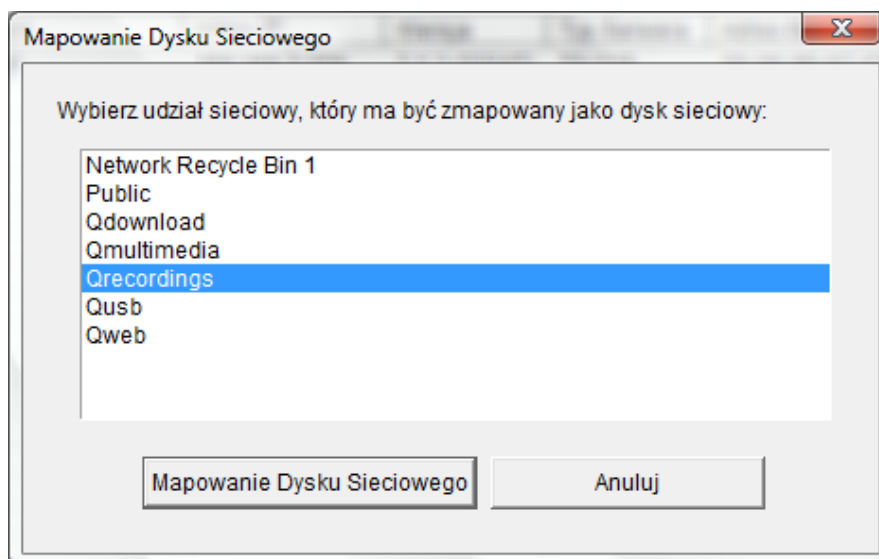 Mapowanie Dysku Sieciowego
Wybierz udział sieciowy, który ma być zmapowany jako dysk sieciowy:
Network Recycle Bin 1
Public
Qdownload
Qmultimedia
Qrecordings
Qusb
Qweb
Mapowanie Dysku Sieciowego
Anuluj